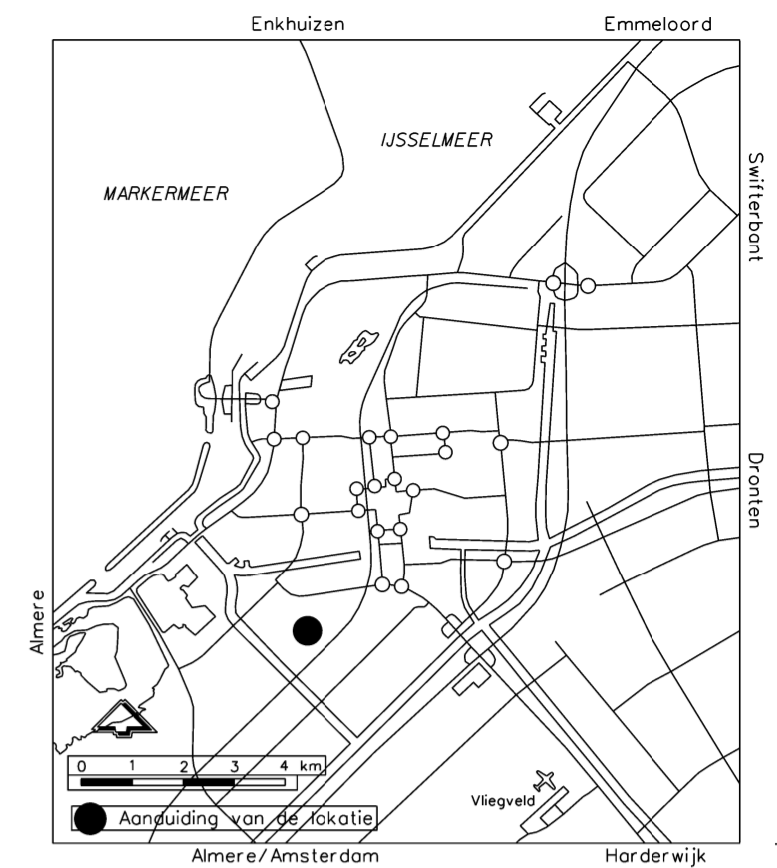 Enkhuizen
Emmeloord
IJSSELMEER
MARKERMEER
Swifterbant
Dronten
Almere
0 1 2 3 4 km
Vliegveld
Aanduiding van de lokatie
Almere/Amsterdam
Harderwijk